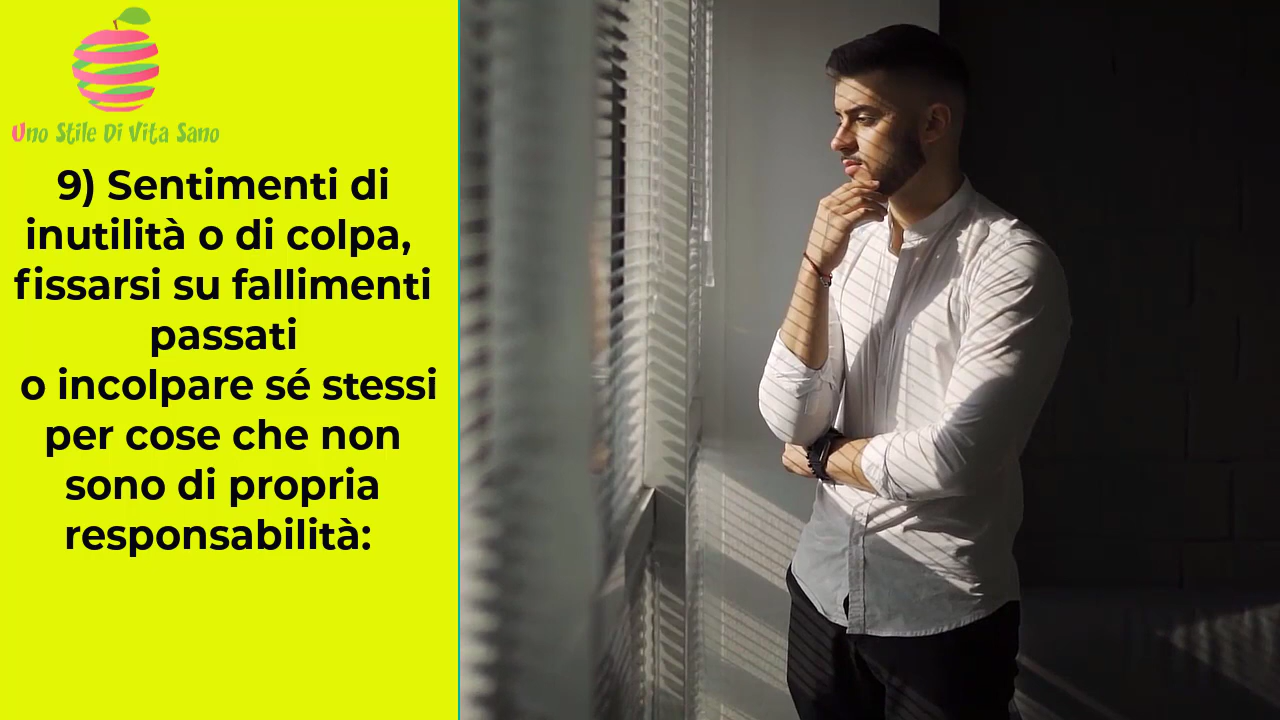 Uno Stile Di Vita Sano
9) Sentimenti di
inutilità o di colpa,
fissarsi su fallimenti
passati
o incolpare sé stessi
per cose che non
sono di propria
responsabilità: